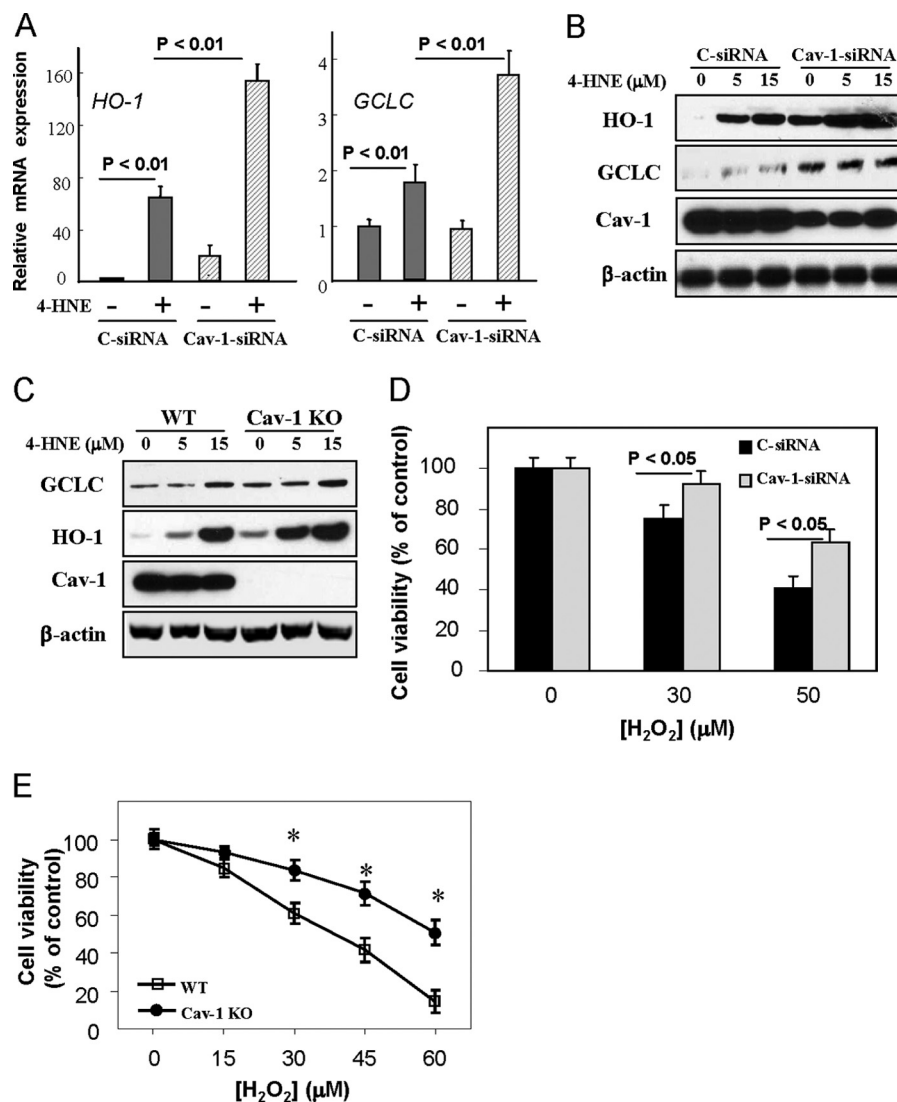 A
Relative mRNA expression
160
120
80
40
0
HO-1
P < 0.01
P < 0.01
4-HNE
– + – +
C-siRNA Cav-1-siRNA
4
3
2
1
0
GCLC
P < 0.01
P < 0.01
– + – +
C-siRNA Cav-1-siRNA
B
C-siRNA Cav-1-siRNA
4-HNE (μM) 0 5 15 0 5 15
HO-1
GCLC
Cav-1
β-actin
C
WT Cav-1 KO
4-HNE (μM) 0 5 15 0 5 15
GCLC
HO-1
Cav-1
β-actin
D
Cell viability (% of control)
100
80
60
40
20
0
P < 0.05
P < 0.05
C-siRNA
Cav-1-siRNA
0 30 50
[H₂O₂] (μM)
E
Cell viability
(% of control)
100
80
60
40
20
0
* * *
WT
Cav-1 KO
0 15 30 45 60
[H₂O₂] (μM)